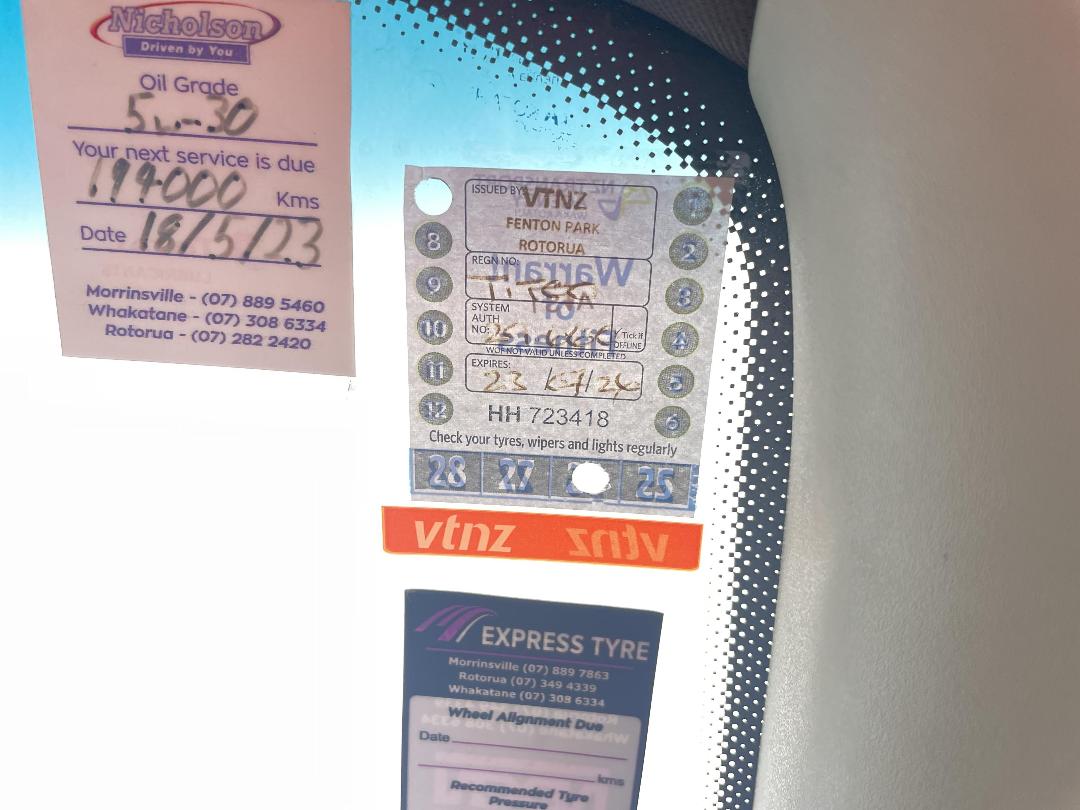 Nicholson
Driven by You
Oil Grade
30
Your next service is due
194000 Kms
Date 18/5/23
Morrinsville - (07) 889 5460
Whakatane - (07) 308 6334
Rotorua - (07) 282 2420
ISSUED BY: VTNZ
FENTON PARK
ROTORUA
REGN NO:
Warrant
of
SYSTEM
AUTH
NO:
Tick if
OFFLINE
WOF NOT VALID UNLESS COMPLETED
EXPIRES:
23
HH 723418
Check your tyres, wipers and lights regularly
8
9
10
11
12
1
2
3
4
5
6
28 27 25
vtnz vtnz
EXPRESS TYRE
Morrinsville (07) 889 7863
Rotorua (07) 349 4339
Whakatane (07) 308 6334
Wheel Alignment Due
Date
kms
Recommended Tyre
Pressure